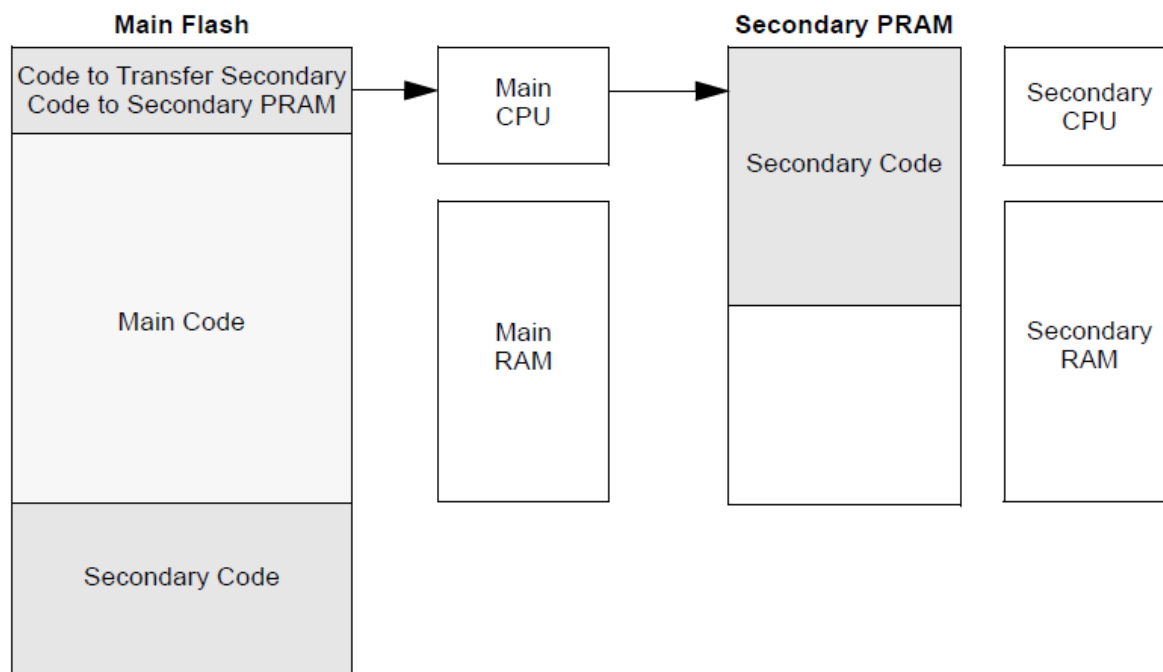 Main Flash
Code to Transfer Secondary
Code to Secondary PRAM
Main Code
Secondary Code
Main
CPU
Main
RAM
Secondary PRAM
Secondary Code
Secondary
CPU
Secondary
RAM